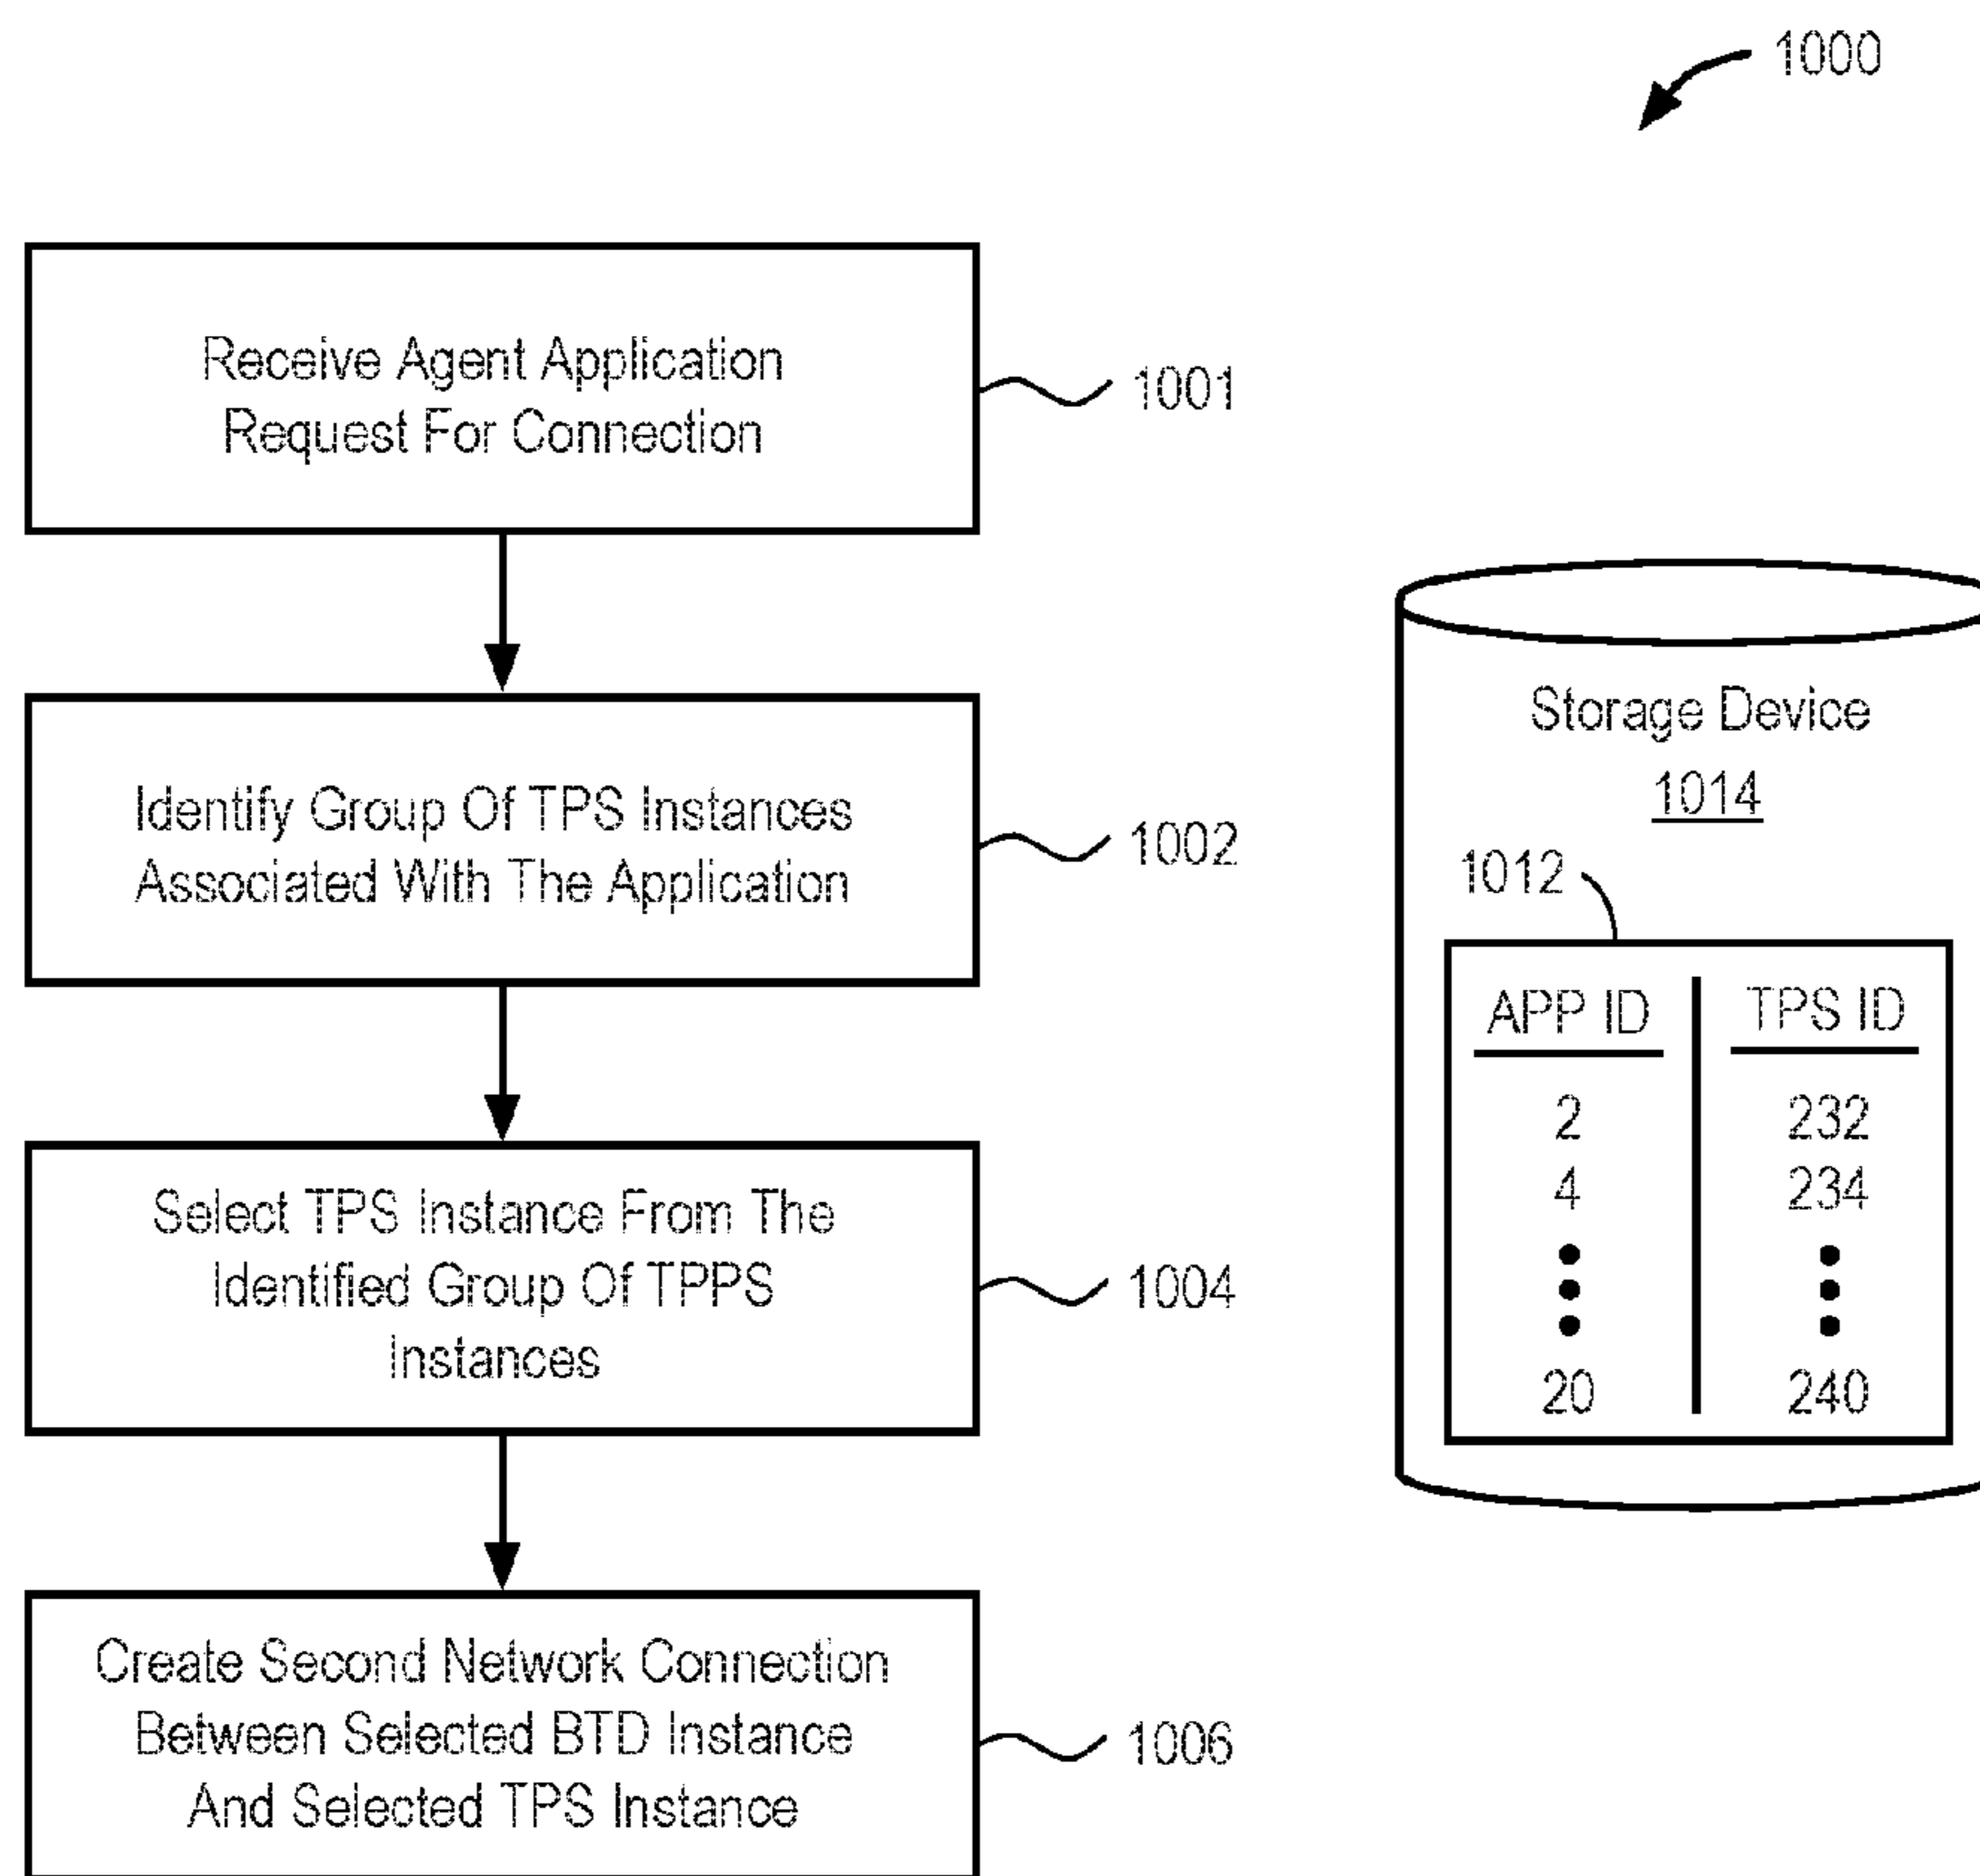 1000
Receive Agent Application
Request For Connection
1001
Identify Group Of TPS Instances
Associated With The Application
1002
Select TPS Instance From The
Identified Group Of TPPS
Instances
1004
Create Second Network Connection
Between Selected BTD Instance
And Selected TPS Instance
1006
Storage Device
1014
1012
APP ID TPS ID
2 232
4 234
20 240